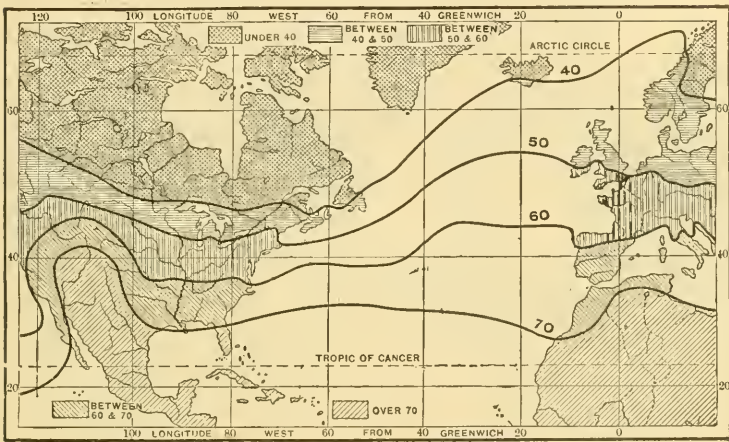 120 100 LONGITUDE 80 WEST 60 FROM 40 GREENWICH 20 0
UNDER 40
BETWEEN
40 & 50
BETWEEN
50 & 60
ARCTIC CIRCLE
40
60
60
50
60
40
40
70
TROPIC OF CANCER
20
20
BETWEEN
60 & 70
OVER 70
100 LONGITUDE 80 WEST 60 FROM 40 GREENWICH 20 0